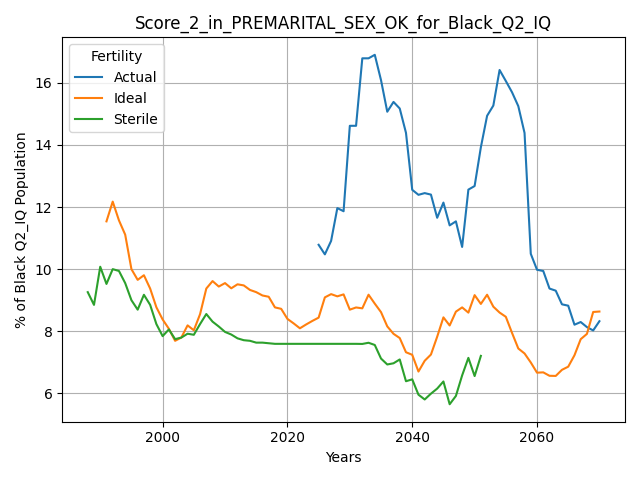 Score_2_in_PREMARITAL_SEX_OK_for_Black_Q2_IQ
Fertility
Actual
Ideal
Sterile
% of Black Q2_IQ Population
16
14
12
10
8
6
2000 2020 2040 2060
Years